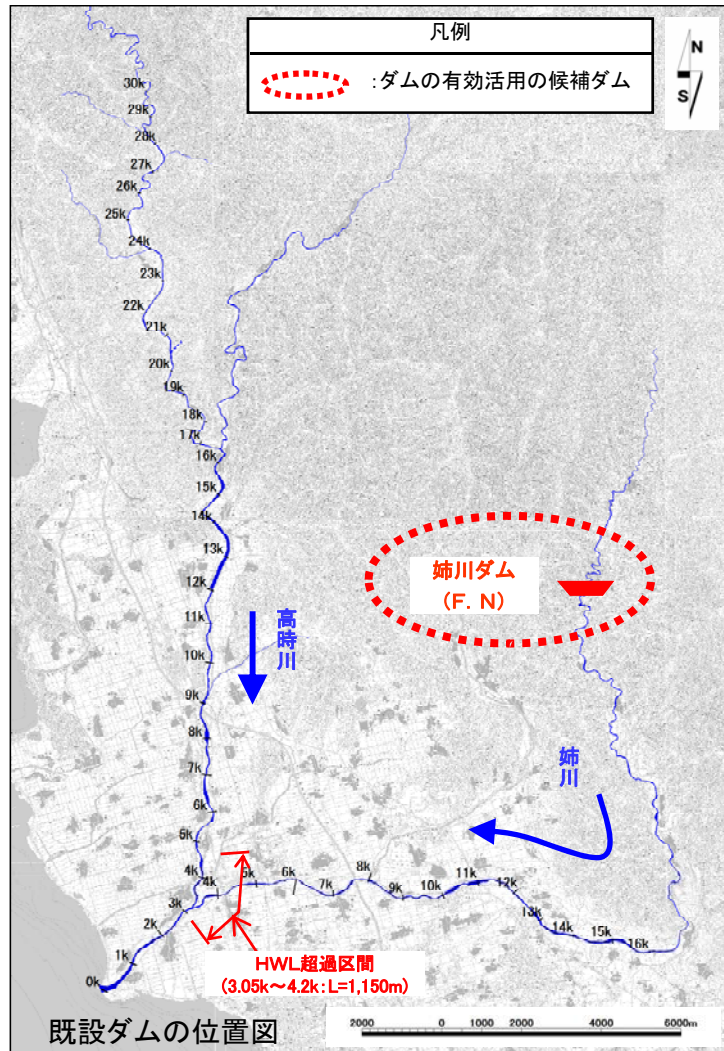 凡例
:ダムの有効活用の候補ダム
N
S
30k
29k
28k
27k
26k
25k
24k
23k
22k
21k
20k
19k
18k
17k
16k
15k
14k
13k
12k
11k
10k
9k
8k
7k
6k
5k
4k
高時川
姉川ダム
(F. N)
姉川
4k
5k
6k
7k
8k
9k
10k
11k
12k
13k
14k
15k
16k
3k
2k
1k
0k
HWL超過区間
(3.05k～4.2k:L=1,150m)
既設ダムの位置図
2000 0 1000 2000 4000 6000m